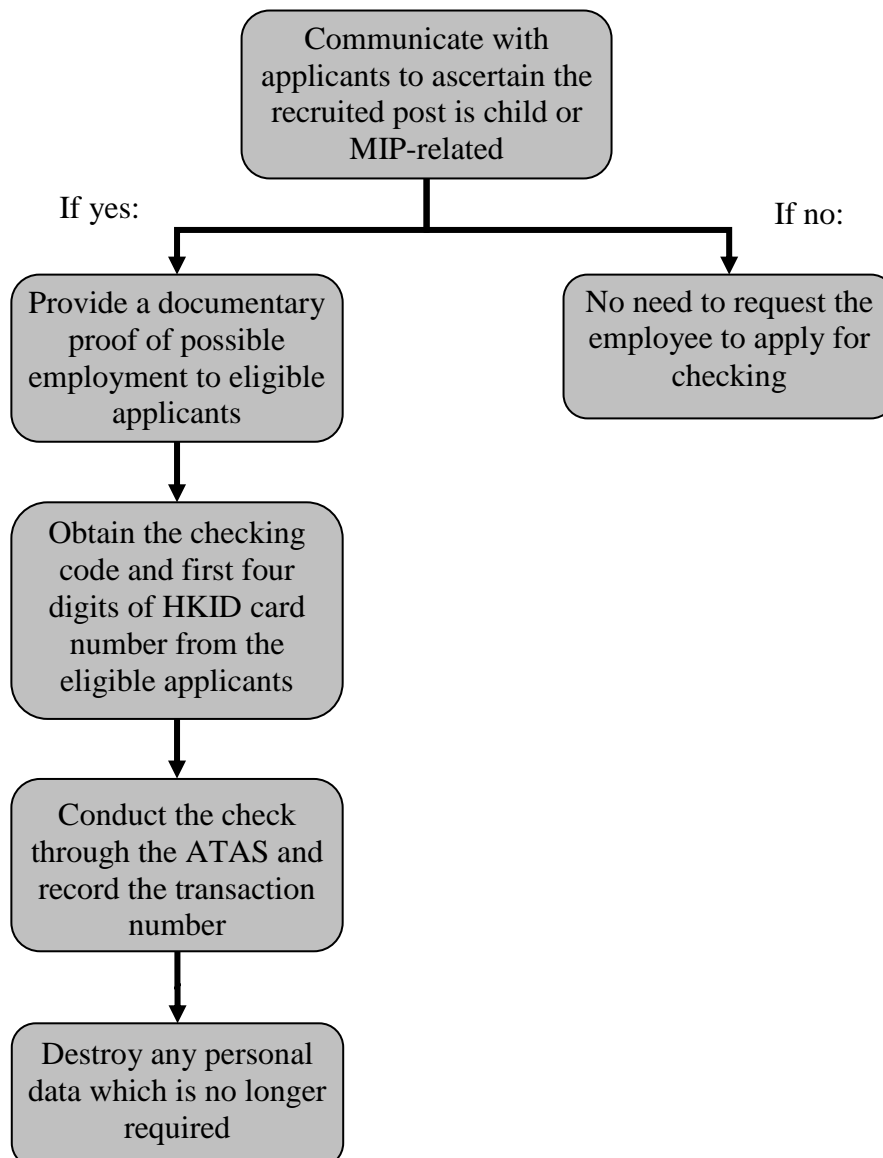 Communicate with
applicants to ascertain the
recruited post is child or
MIP-related
If yes:
If no:
Provide a documentary
proof of possible
employment to eligible
applicants
No need to request the
employee to apply for
checking
Obtain the checking
code and first four
digits of HKID card
number from the
eligible applicants
Conduct the check
through the ATAS and
record the transaction
number
Destroy any personal
data which is no longer
required